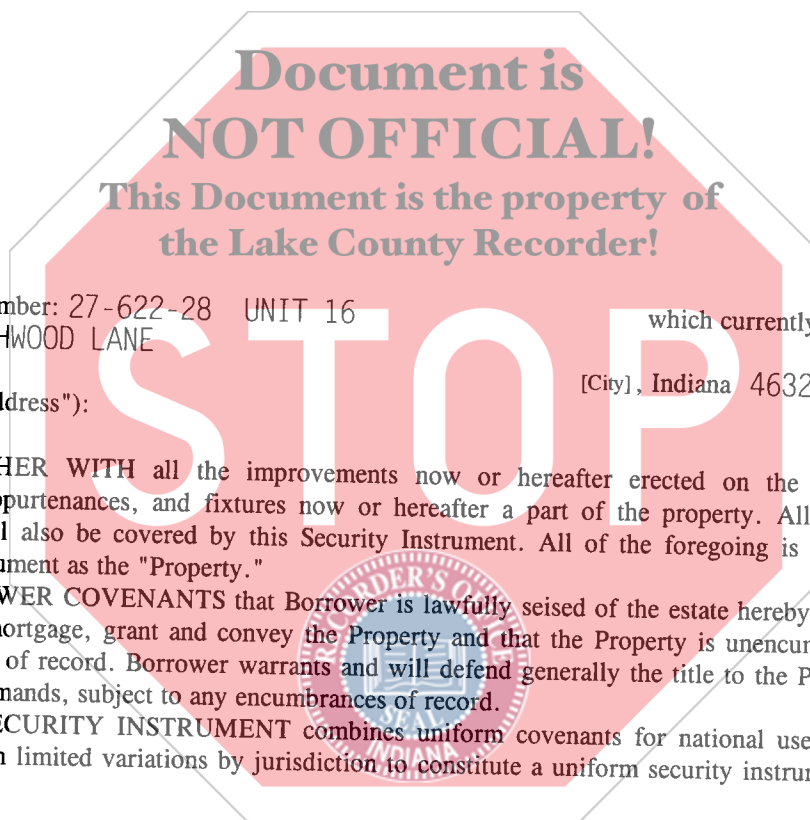 Document is
NOT OFFICIAL!
This Document is the property of
the Lake County Recorder!
mber: 27-622-28 UNIT 16
which currently
HWOOD LANE
[City], Indiana 4632
ldress"):
STOP
HER WITH all the improvements now or hereafter erected on the
ppurtenances, and fixtures now or hereafter a part of the property. All
l also be covered by this Security Instrument. All of the foregoing is
ument as the "Property."
WER COVENANTS that Borrower is lawfully seised of the estate hereby
ortgage, grant and convey the Property and that the Property is unencum
of record. Borrower warrants and will defend generally the title to the P
mands, subject to any encumbrances of record.
ECURITY INSTRUMENT combines uniform covenants for national use
n limited variations by jurisdiction to constitute a uniform security instrum
RECORDER'S OFFICE
SEAL
INDIANA